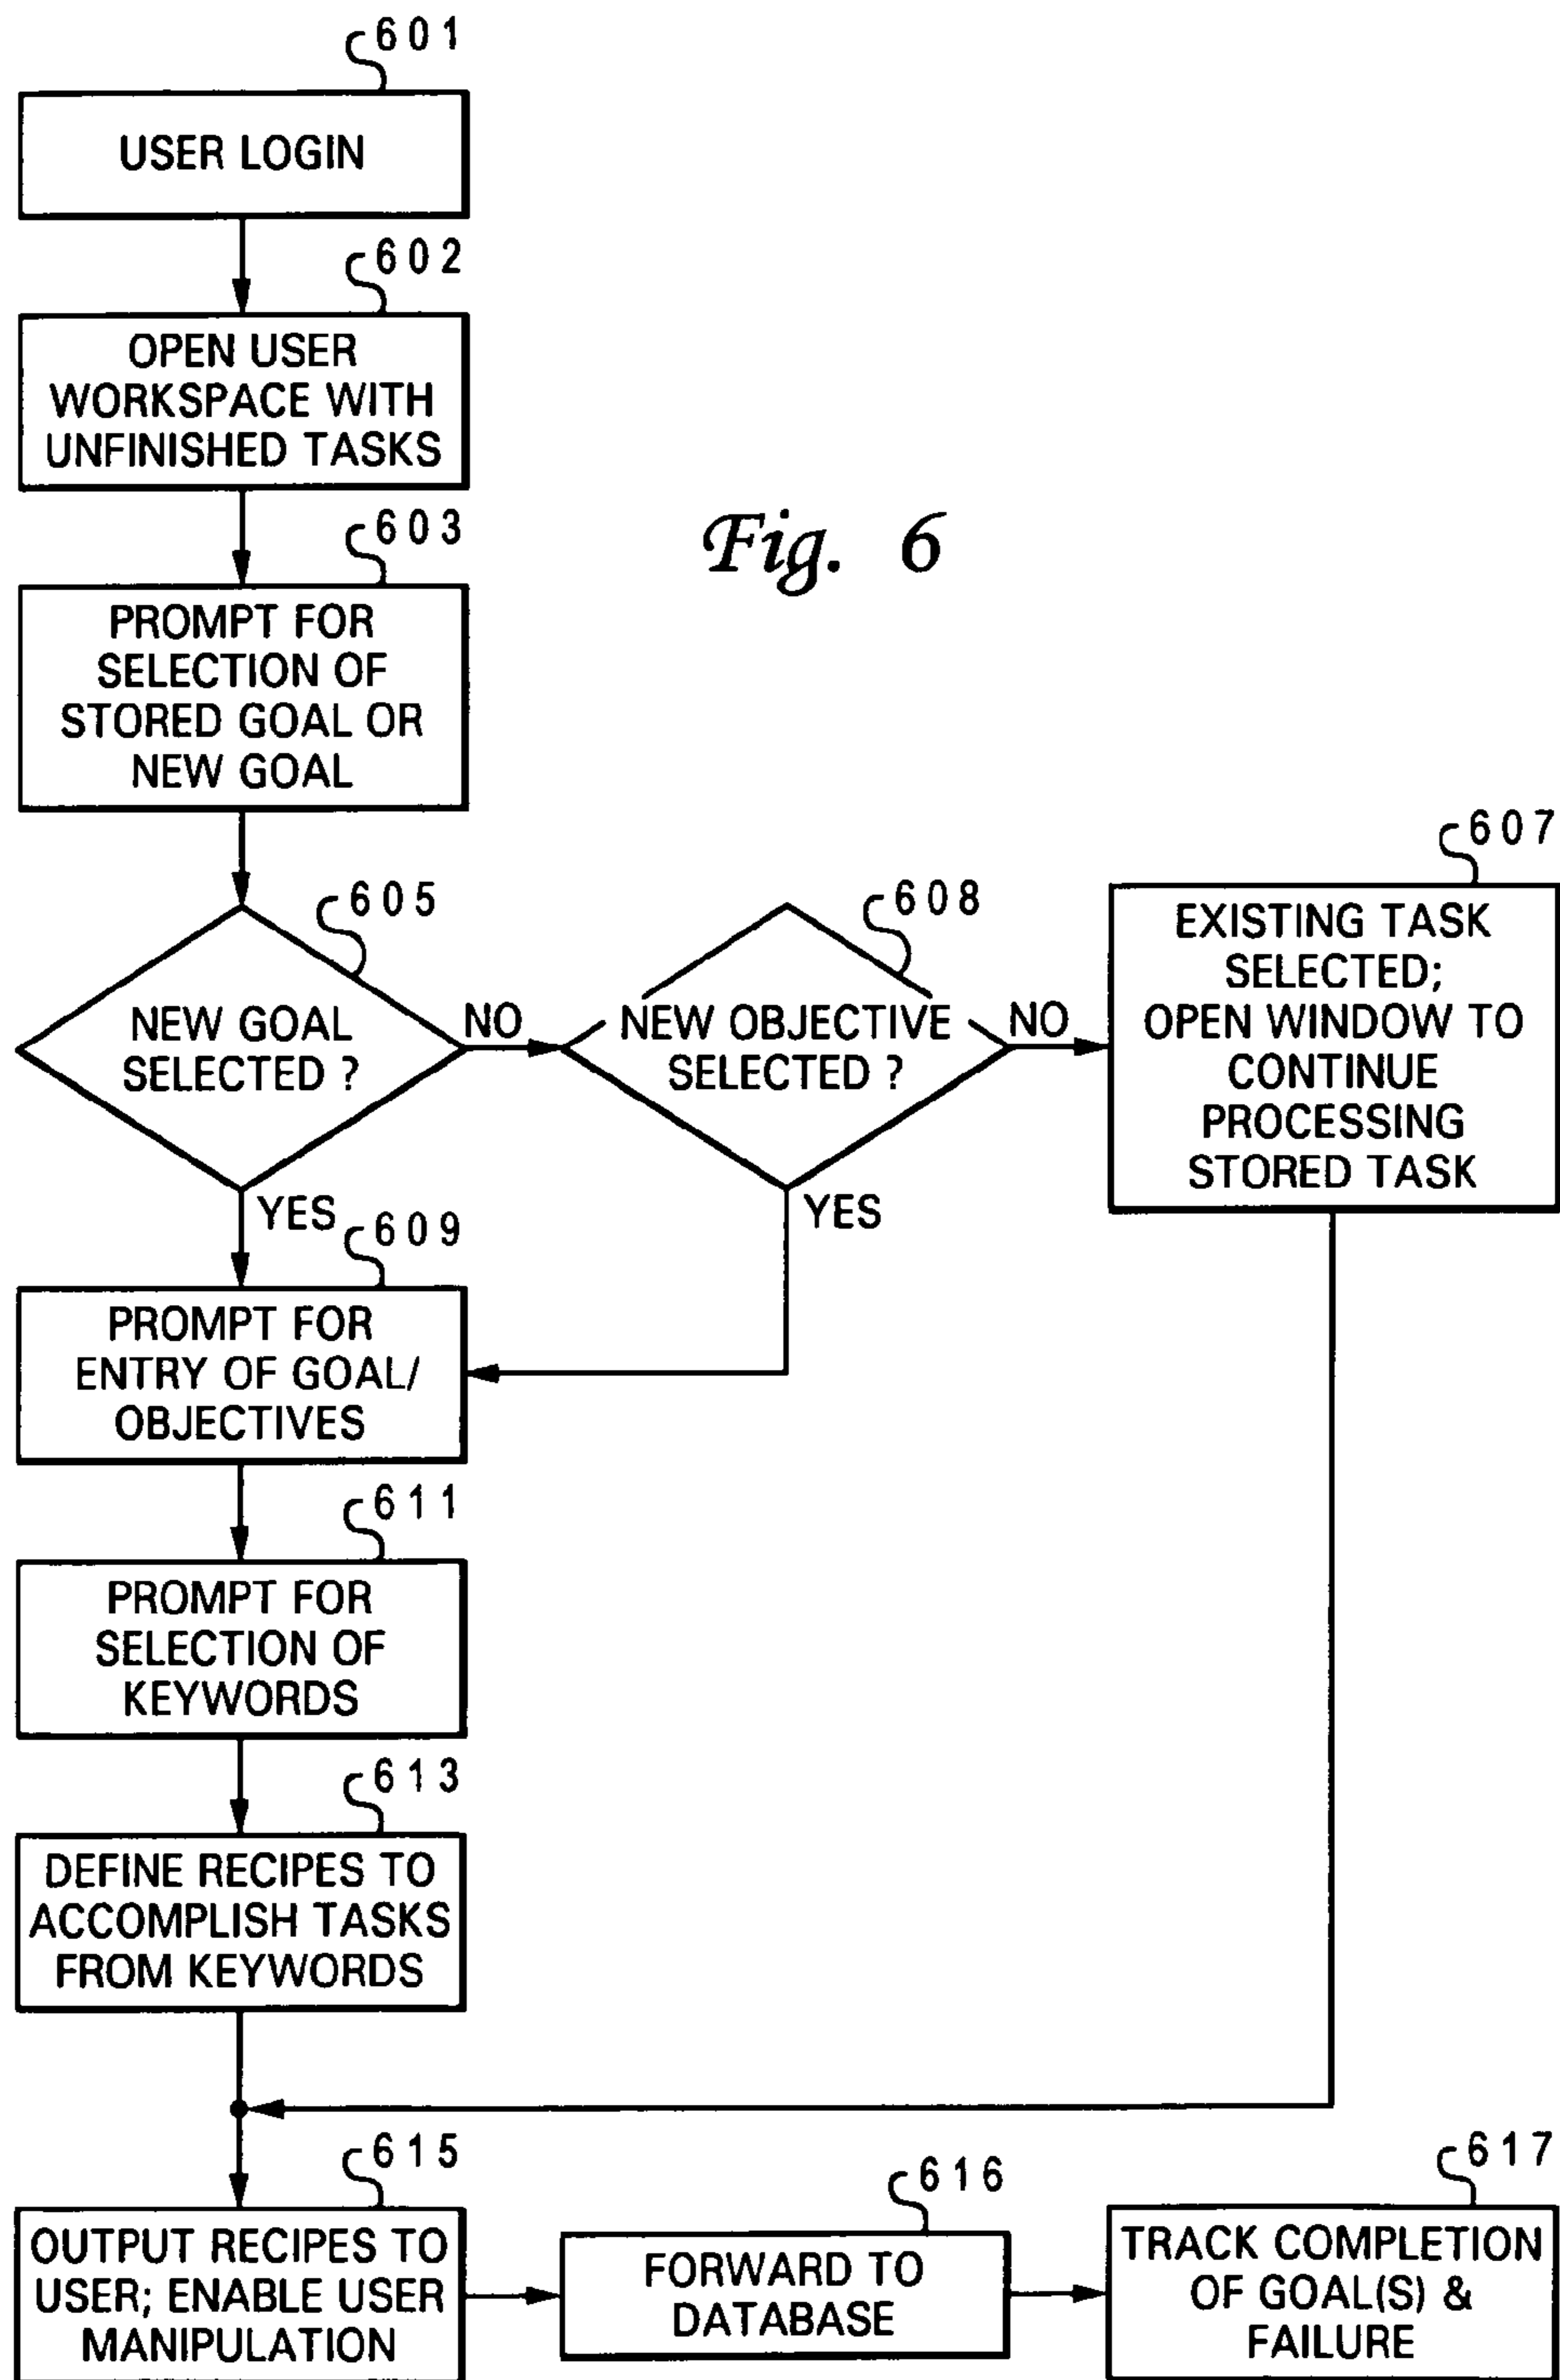 601
USER LOGIN
602
OPEN USER
WORKSPACE WITH
UNFINISHED TASKS
603
PROMPT FOR
SELECTION OF
STORED GOAL OR
NEW GOAL
Fig. 6
605
NEW GOAL
SELECTED ?
NO
YES
608
NEW OBJECTIVE
SELECTED ?
NO
YES
607
EXISTING TASK
SELECTED;
OPEN WINDOW TO
CONTINUE
PROCESSING
STORED TASK
609
PROMPT FOR
ENTRY OF GOAL/
OBJECTIVES
611
PROMPT FOR
SELECTION OF
KEYWORDS
613
DEFINE RECIPES TO
ACCOMPLISH TASKS
FROM KEYWORDS
615
OUTPUT RECIPES TO
USER; ENABLE USER
MANIPULATION
616
FORWARD TO
DATABASE
617
TRACK COMPLETION
OF GOAL(S) &
FAILURE